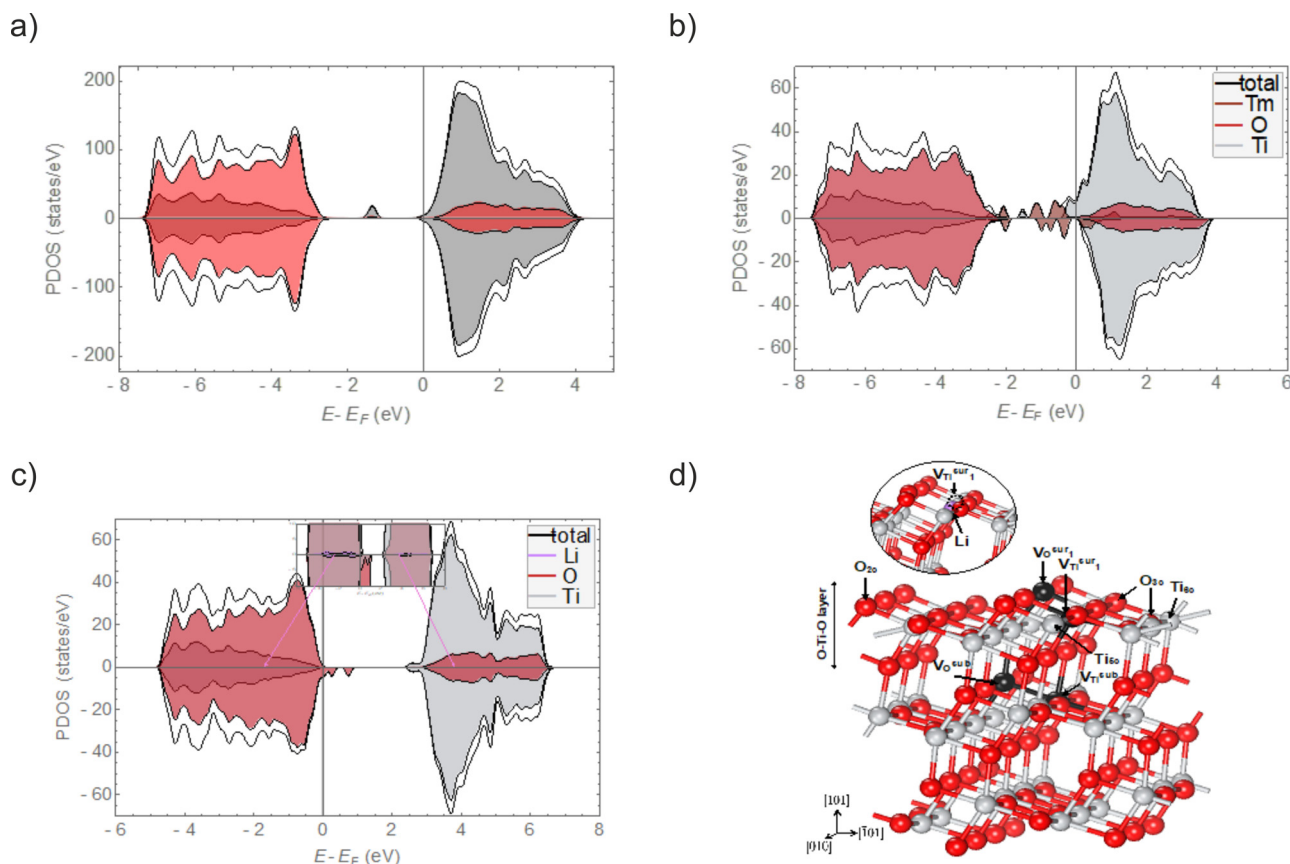 a)
200
100
0
- 100
- 200
PDOS (states/eV)
- 8
- 6
- 4
- 2
0
2
4
E- E_F (eV)
b)
60
40
20
0
- 20
- 40
- 60
PDOS (states/eV)
- 8
- 6
- 4
- 2
0
2
4
6
E- E_F (eV)
total
Tm
O
Ti
c)
60
40
20
0
20
40
60
PDOS (states/eV)
- 6
- 4
- 2
0
2
4
6
8
E- E_F (eV)
total
Li
O
Ti
d)
V_Ti^sur_1
Li
V_O^sur_1
V_Ti^sur_1
O_2c
O_3c
Ti_6c
O-Ti-O layer
Ti_5c
V_O^sub
V_Ti^sub
[101]
[010]
[1̄01]